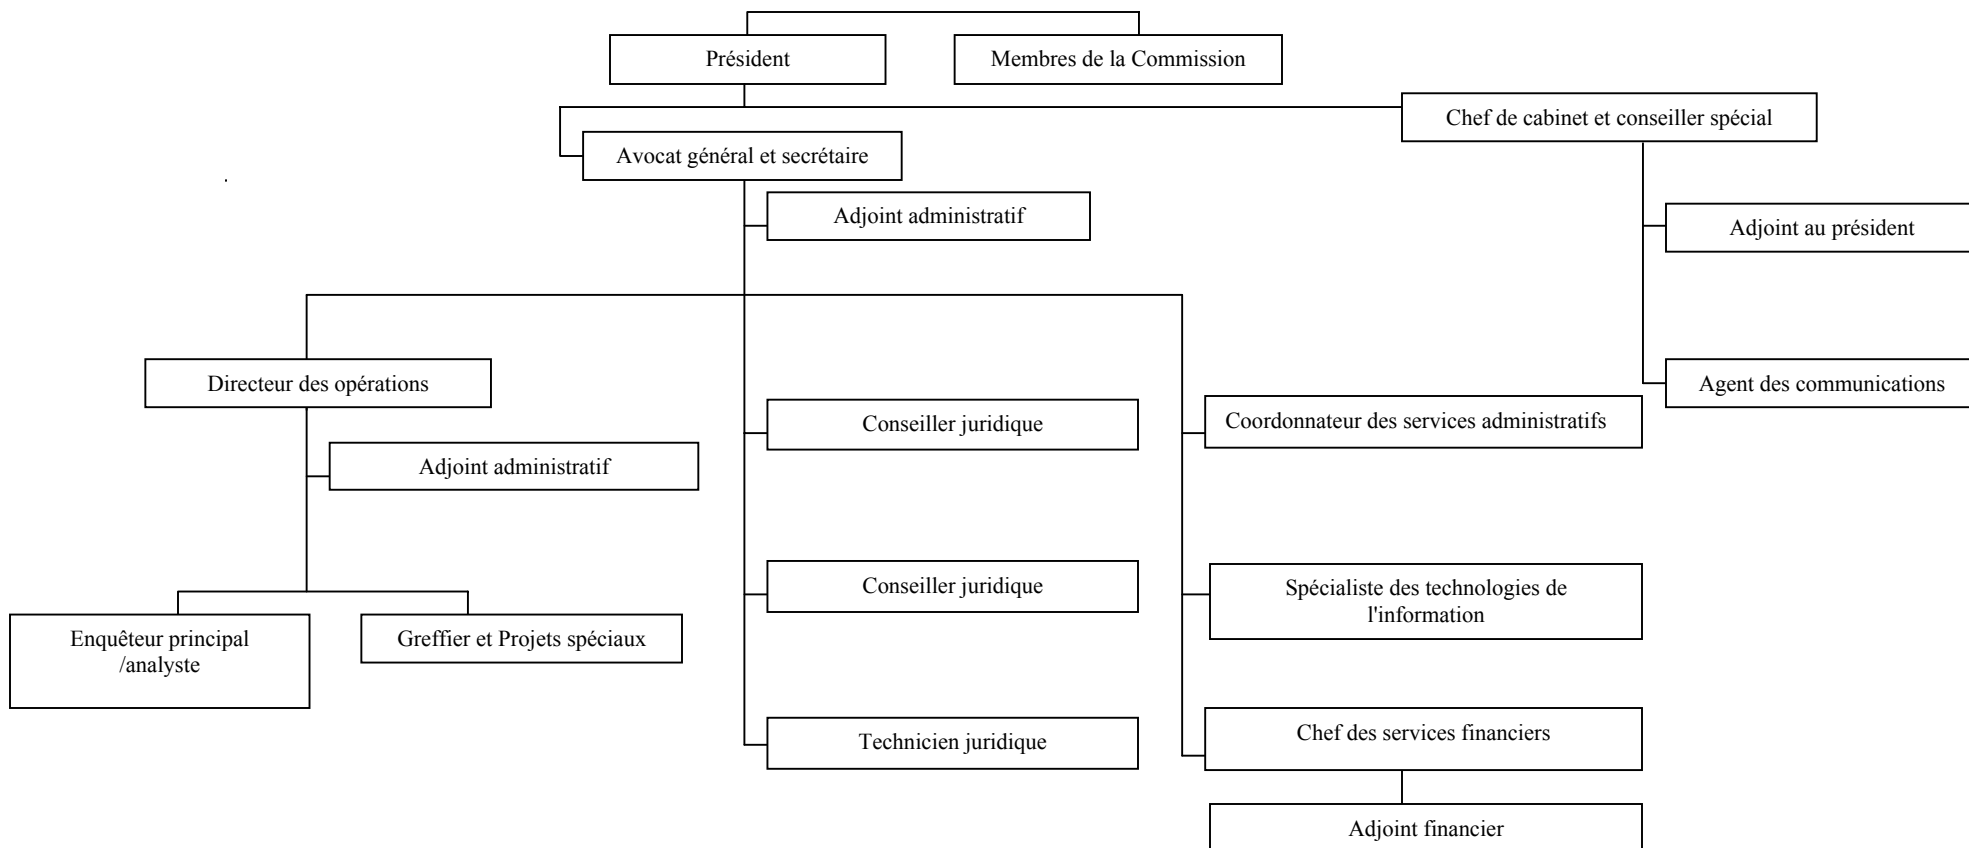 Président
Membres de la Commission
Chef de cabinet et conseiller spécial
Avocat général et secrétaire
Adjoint administratif
Adjoint au président
Directeur des opérations
Agent des communications
Conseiller juridique
Coordonnateur des services administratifs
Adjoint administratif
Conseiller juridique
Spécialiste des technologies de
l'information
Enquêteur principal
/analyste
Greffier et Projets spéciaux
Technicien juridique
Chef des services financiers
Adjoint financier